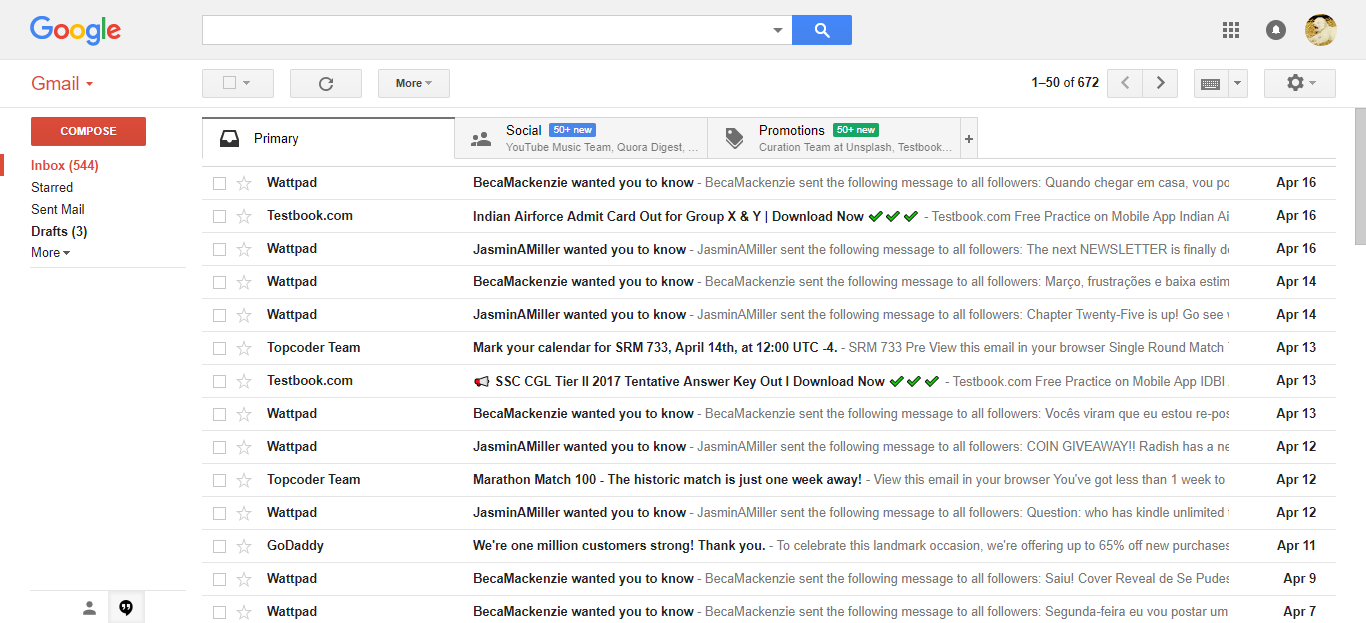 Google
Gmail
More
1–50 of 672
COMPOSE
Inbox (544)
Starred
Sent Mail
Drafts (3)
More
Primary
Social 50+ new
YouTube Music Team, Quora Digest, ...
Promotions 50+ new
Curation Team at Unsplash, Testbook...
+
Wattpad BecaMackenzie wanted you to know - BecaMackenzie sent the following message to all followers: Quando chegar em casa, vou po Apr 16
Testbook.com Indian Airforce Admit Card Out for Group X & Y | Download Now ✔ ✔ ✔ - Testbook.com Free Practice on Mobile App Indian Ai Apr 16
Wattpad JasminAMiller wanted you to know - JasminAMiller sent the following message to all followers: The next NEWSLETTER is finally d Apr 16
Wattpad BecaMackenzie wanted you to know - BecaMackenzie sent the following message to all followers: Março, frustrações e baixa estim Apr 14
Wattpad JasminAMiller wanted you to know - JasminAMiller sent the following message to all followers: Chapter Twenty-Five is up! Go see Apr 14
Topcoder Team Mark your calendar for SRM 733, April 14th, at 12:00 UTC -4. - SRM 733 Pre View this email in your browser Single Round Match Apr 13
Testbook.com SSC CGL Tier II 2017 Tentative Answer Key Out I Download Now ✔ ✔ ✔ - Testbook.com Free Practice on Mobile App IDBI Apr 13
Wattpad BecaMackenzie wanted you to know - BecaMackenzie sent the following message to all followers: Vocês viram que eu estou re-pos Apr 13
Wattpad JasminAMiller wanted you to know - JasminAMiller sent the following message to all followers: COIN GIVEAWAY!! Radish has a ne Apr 12
Topcoder Team Marathon Match 100 - The historic match is just one week away! - View this email in your browser You've got less than 1 week to Apr 12
Wattpad JasminAMiller wanted you to know - JasminAMiller sent the following message to all followers: Question: who has kindle unlimited Apr 12
GoDaddy We're one million customers strong! Thank you. - To celebrate this landmark occasion, we're offering up to 65% off new purchases Apr 11
Wattpad BecaMackenzie wanted you to know - BecaMackenzie sent the following message to all followers: Saiu! Cover Reveal de Se Pudes Apr 9
Wattpad BecaMackenzie wanted you to know - BecaMackenzie sent the following message to all followers: Segunda-feira eu vou postar um Apr 7